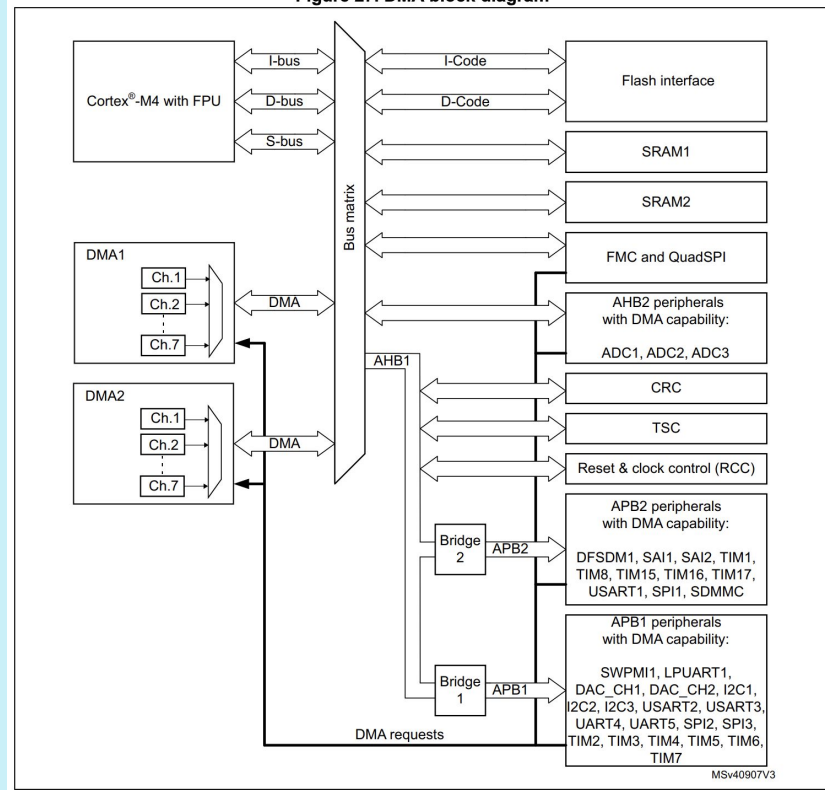 Cortex®-M4 with FPU
I-bus
D-bus
S-bus
Bus matrix
I-Code
D-Code
Flash interface
SRAM1
SRAM2
FMC and QuadSPI
DMA1
Ch.1
Ch.2
Ch.7
DMA
AHB2 peripherals
with DMA capability:
ADC1, ADC2, ADC3
AHB1
CRC
DMA2
Ch.1
Ch.2
Ch.7
DMA
TSC
Reset & clock control (RCC)
Bridge
2
APB2
APB2 peripherals
with DMA capability:
DFSDM1, SAI1, SAI2, TIM1,
TIM8, TIM15, TIM16, TIM17,
USART1, SPI1, SDMMC
Bridge
1
APB1
APB1 peripherals
with DMA capability:
SWPMI1, LPUART1,
DAC_CH1, DAC_CH2, I2C1,
I2C2, I2C3, USART2, USART3,
UART4, UART5, SPI2, SPI3,
TIM2, TIM3, TIM4, TIM5, TIM6,
TIM7
DMA requests
MSv40907V3